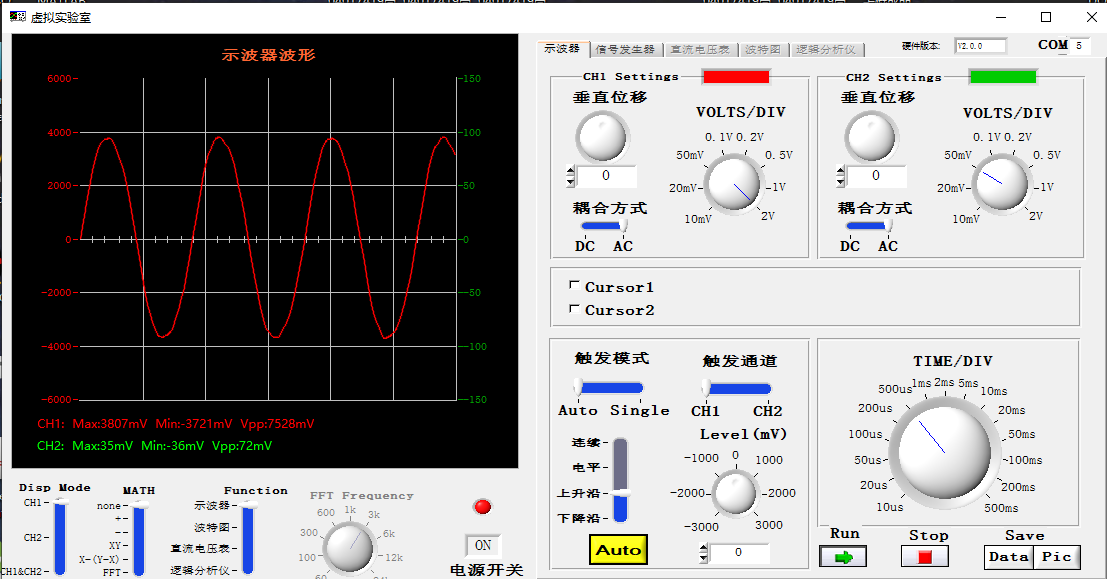 虚拟实验室
示波器波形
6000
4000
2000
0
-2000
-4000
-6000
150
100
50
0
-50
-100
-150
CH1: Max:3807mV Min:-3721mV Vpp:7528mV
CH2: Max:35mV Min:-36mV Vpp:72mV
示波器 信号发生器 直流电压表 波特图 逻辑分析仪
硬件版本: V2.0.0
COM 5
CH1 Settings
垂直位移
0
耦合方式
DC AC
VOLTS/DIV
0.1V 0.2V
50mV 0.5V
20mV 1V
10mV 2V
CH2 Settings
垂直位移
0
耦合方式
DC AC
VOLTS/DIV
0.1V 0.2V
50mV 0.5V
20mV 1V
10mV 2V
Cursor1
Cursor2
触发模式
Auto Single
触发通道
CH1 CH2
连续
电平
上升沿
下降沿
Auto
Level(mV)
-1000 0 1000
-2000 2000
-3000 3000
0
TIME/DIV
500us 1ms 2ms 5ms 10ms
200us 20ms
100us 50ms
50us 100ms
20us 200ms
10us 500ms
Run
Stop
Save
Data Pic
Disp Mode
CH1
CH2
CH1&CH2
MATH
none
+
-
XY
X-(Y-X)
FFT
Function
示波器
波特图
直流电压表
逻辑分析仪
FFT Frequency
600 1k 3k
300 6k
100 12k
60 24k
ON
电源开关